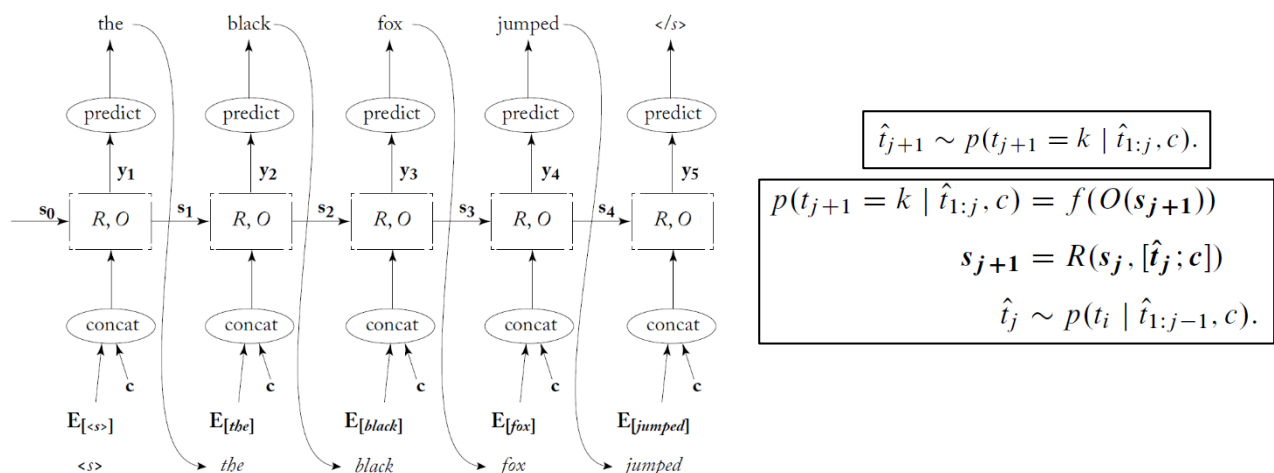 the black fox jumped </s>
predict predict predict predict predict
y₁ y₂ y₃ y₄ y₅
s₀ R, O s₁ R, O s₂ R, O s₃ R, O s₄ R, O
concat concat concat concat concat
c c c c c
E[<s>] E[the] E[black] E[fox] E[jumped]
<s> the black fox jumped
t̂ⱼ₊₁ ∼ p(tⱼ₊₁ = k | t̂₁:ⱼ, c).
p(tⱼ₊₁ = k | t̂₁:ⱼ, c) = f(O(sⱼ₊₁))
sⱼ₊₁ = R(sⱼ, [t̂ⱼ; c])
t̂ⱼ ∼ p(tᵢ | t̂₁:ⱼ₋₁, c).